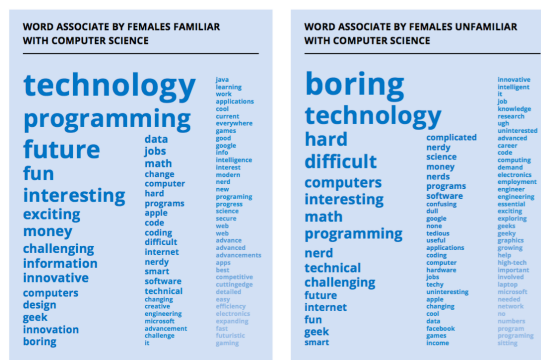 WORD ASSOCIATE BY FEMALES FAMILIAR
WITH COMPUTER SCIENCE
technology
programming
future
fun
interesting
exciting
money
challenging
information
innovative
computers
design
geek
innovation
boring
data
jobs
math
change
computer
hard
programs
apple
code
coding
difficult
internet
nerdy
smart
software
technical
changing
creative
engineering
microsoft
advancement
challenge
it
java
learning
work
applications
cool
current
everywhere
games
good
google
info
intelligence
interest
modern
nerd
new
programing
progress
science
secure
web
web
advance
advanced
advancements
apps
best
competitive
cuttingedge
detailed
easy
efficiency
electronics
expanding
fast
futuristic
gaming
WORD ASSOCIATE BY FEMALES UNFAMILIAR
WITH COMPUTER SCIENCE
boring
technology
hard
difficult
computers
interesting
math
programming
nerd
technical
challenging
future
internet
fun
geek
smart
complicated
nerdy
science
money
nerds
programs
software
confusing
dull
google
none
tedious
useful
applications
coding
computer
hardware
jobs
techy
uninteresting
apple
changing
cool
data
facebook
games
income
innovative
intelligent
it
job
knowledge
research
ugh
uninterested
advanced
career
code
computing
demand
electronics
employment
engineer
engineering
essential
exciting
exploring
geeks
geeky
graphics
growing
help
high-tech
important
involved
laptop
microsoft
needed
network
no
numbers
program
programing
sitting